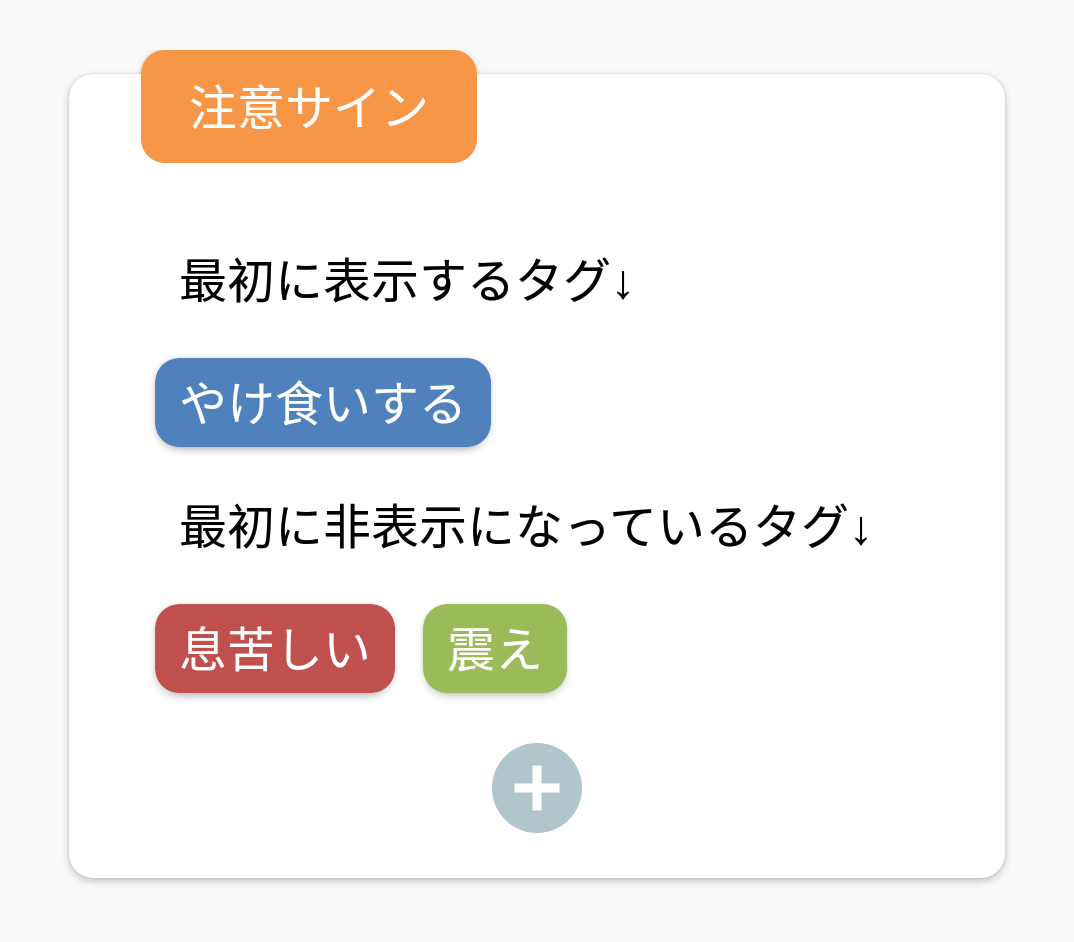 注意サイン
最初に表示するタグ↓
やけ食いする
最初に非表示になっているタグ↓
息苦しい 震え